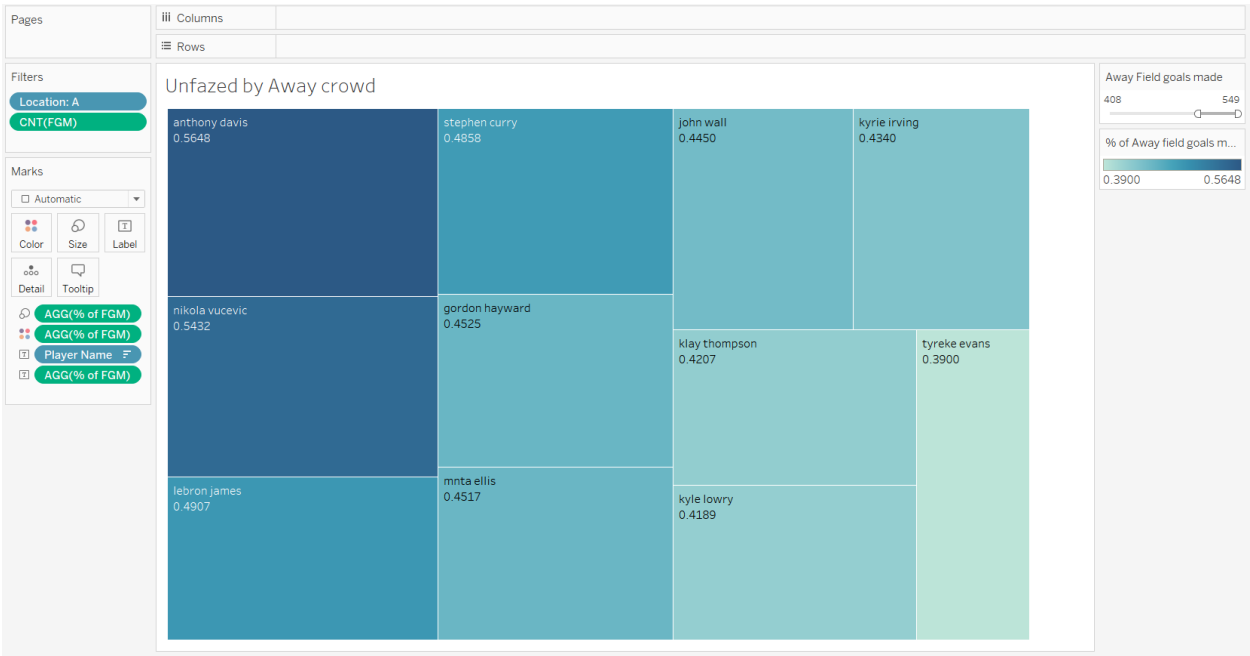 Pages
Columns
Rows
Filters
Location: A
CNT(FGM)
Marks
Automatic
Color
Size
Label
Detail
Tooltip
AGG(% of FGM)
AGG(% of FGM)
Player Name
AGG(% of FGM)
Unfazed by Away crowd
anthony davis
0.5648
nikola vucevic
0.5432
lebron james
0.4907
stephen curry
0.4858
gordon hayward
0.4525
mnta ellis
0.4517
john wall
0.4450
kyrie irving
0.4340
klay thompson
0.4207
kyle lowry
0.4189
tyreke evans
0.3900
Away Field goals made
408 549
% of Away field goals m...
0.3900 0.5648